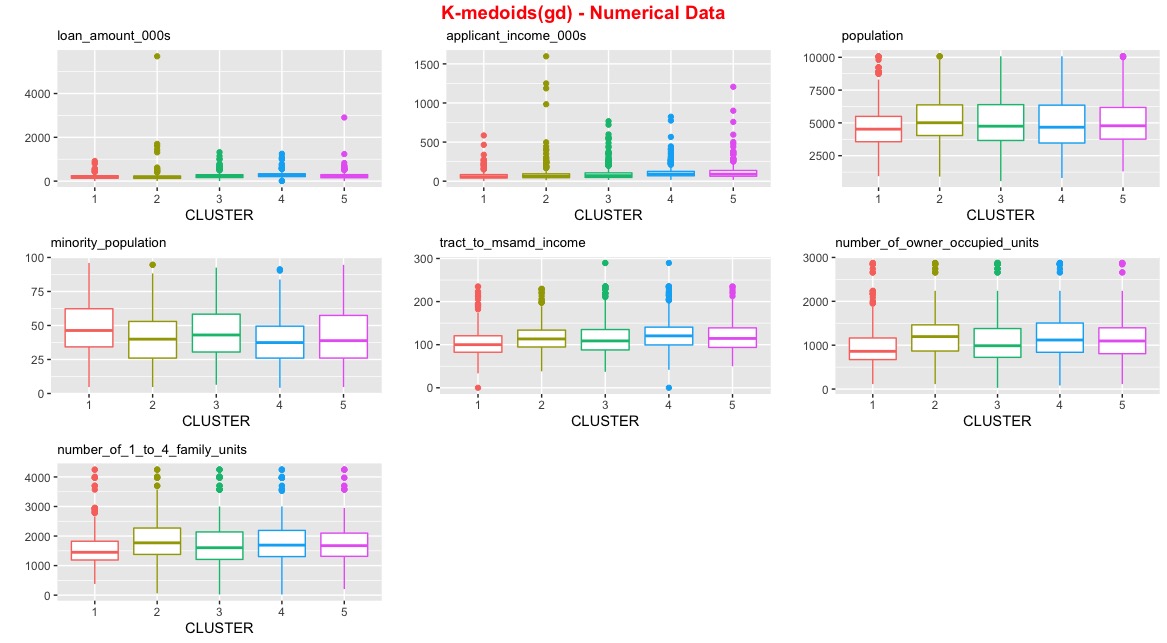 K-medoids(gd) - Numerical Data
loan_amount_000s
4000
2000
0
1 2 3 4 5
CLUSTER
applicant_income_000s
1500
1000
500
0
1 2 3 4 5
CLUSTER
population
10000
7500
5000
2500
1 2 3 4 5
CLUSTER
minority_population
100
75
50
25
0
1 2 3 4 5
CLUSTER
tract_to_msamd_income
300
200
100
0
1 2 3 4 5
CLUSTER
number_of_owner_occupied_units
3000
2000
1000
0
1 2 3 4 5
CLUSTER
number_of_1_to_4_family_units
4000
3000
2000
1000
0
1 2 3 4 5
CLUSTER